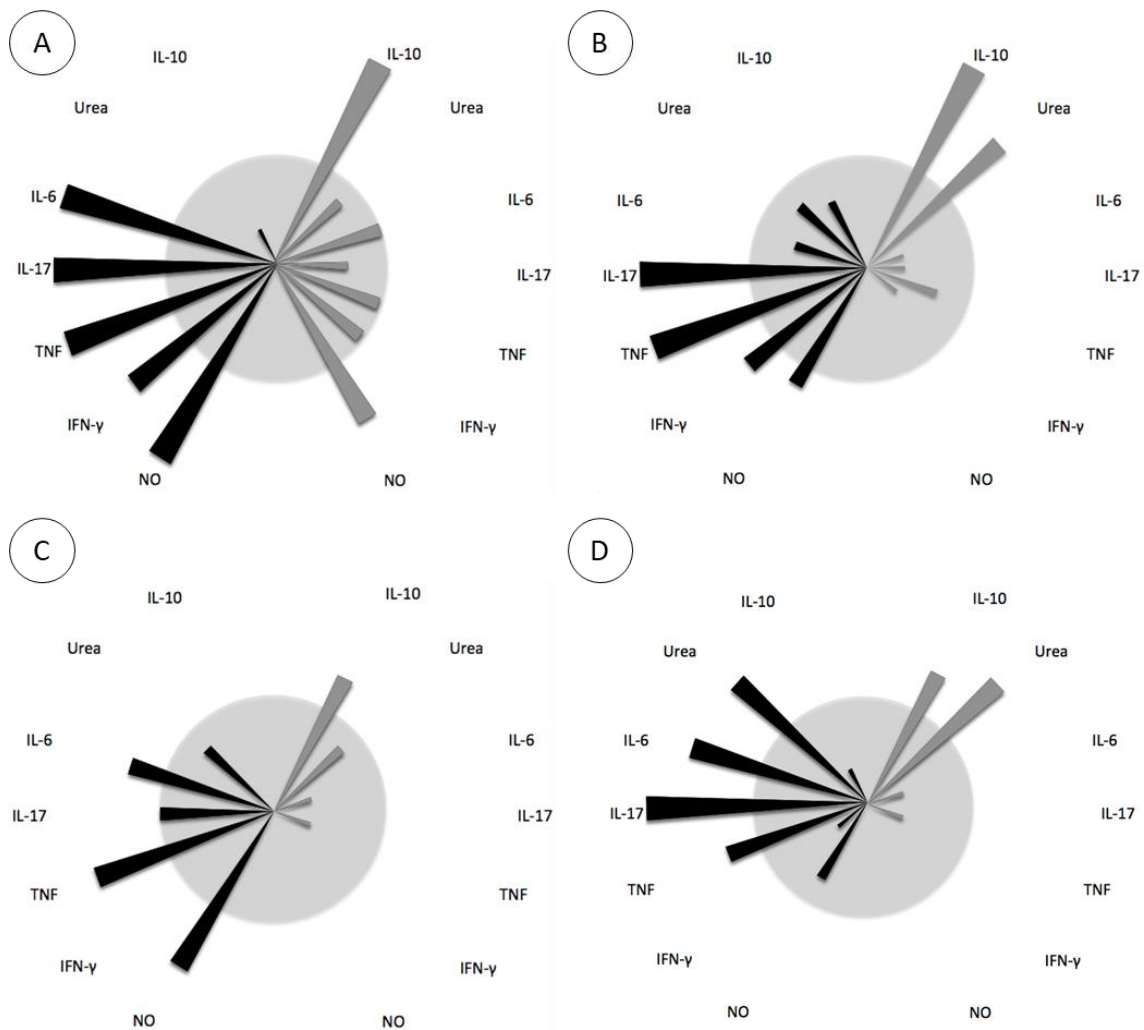 A
IL-10
IL-10
Urea
Urea
IL-6
IL-6
IL-17
IL-17
TNF
TNF
IFN-γ
IFN-γ
NO
NO
B
IL-10
IL-10
Urea
Urea
IL-6
IL-6
IL-17
IL-17
TNF
TNF
IFN-γ
IFN-γ
NO
NO
C
IL-10
IL-10
Urea
Urea
IL-6
IL-6
IL-17
IL-17
TNF
TNF
IFN-γ
IFN-γ
NO
NO
D
IL-10
IL-10
Urea
Urea
IL-6
IL-6
IL-17
IL-17
TNF
TNF
IFN-γ
IFN-γ
NO
NO